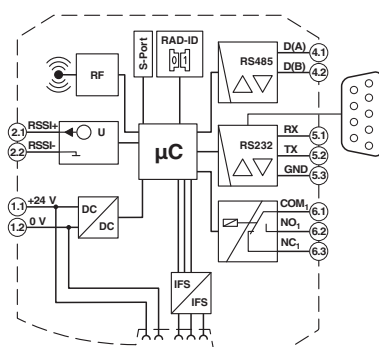 RF
S-Port
RAD-ID
0 1
RS485
D(A) 4.1
D(B) 4.2
2.1 RSSI+
2.2 RSSI-
U
µC
RS232
RX 5.1
TX 5.2
GND 5.3
1.1 +24 V
1.2 0 V
DC
DC
COM1 6.1
NO1 6.2
NC1 6.3
IFS
IFS